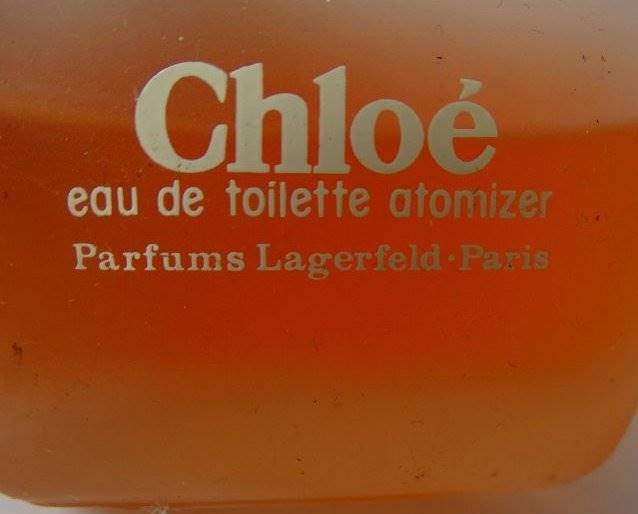 Chloé
eau de toilette atomizer
Parfums Lagerfeld·Paris